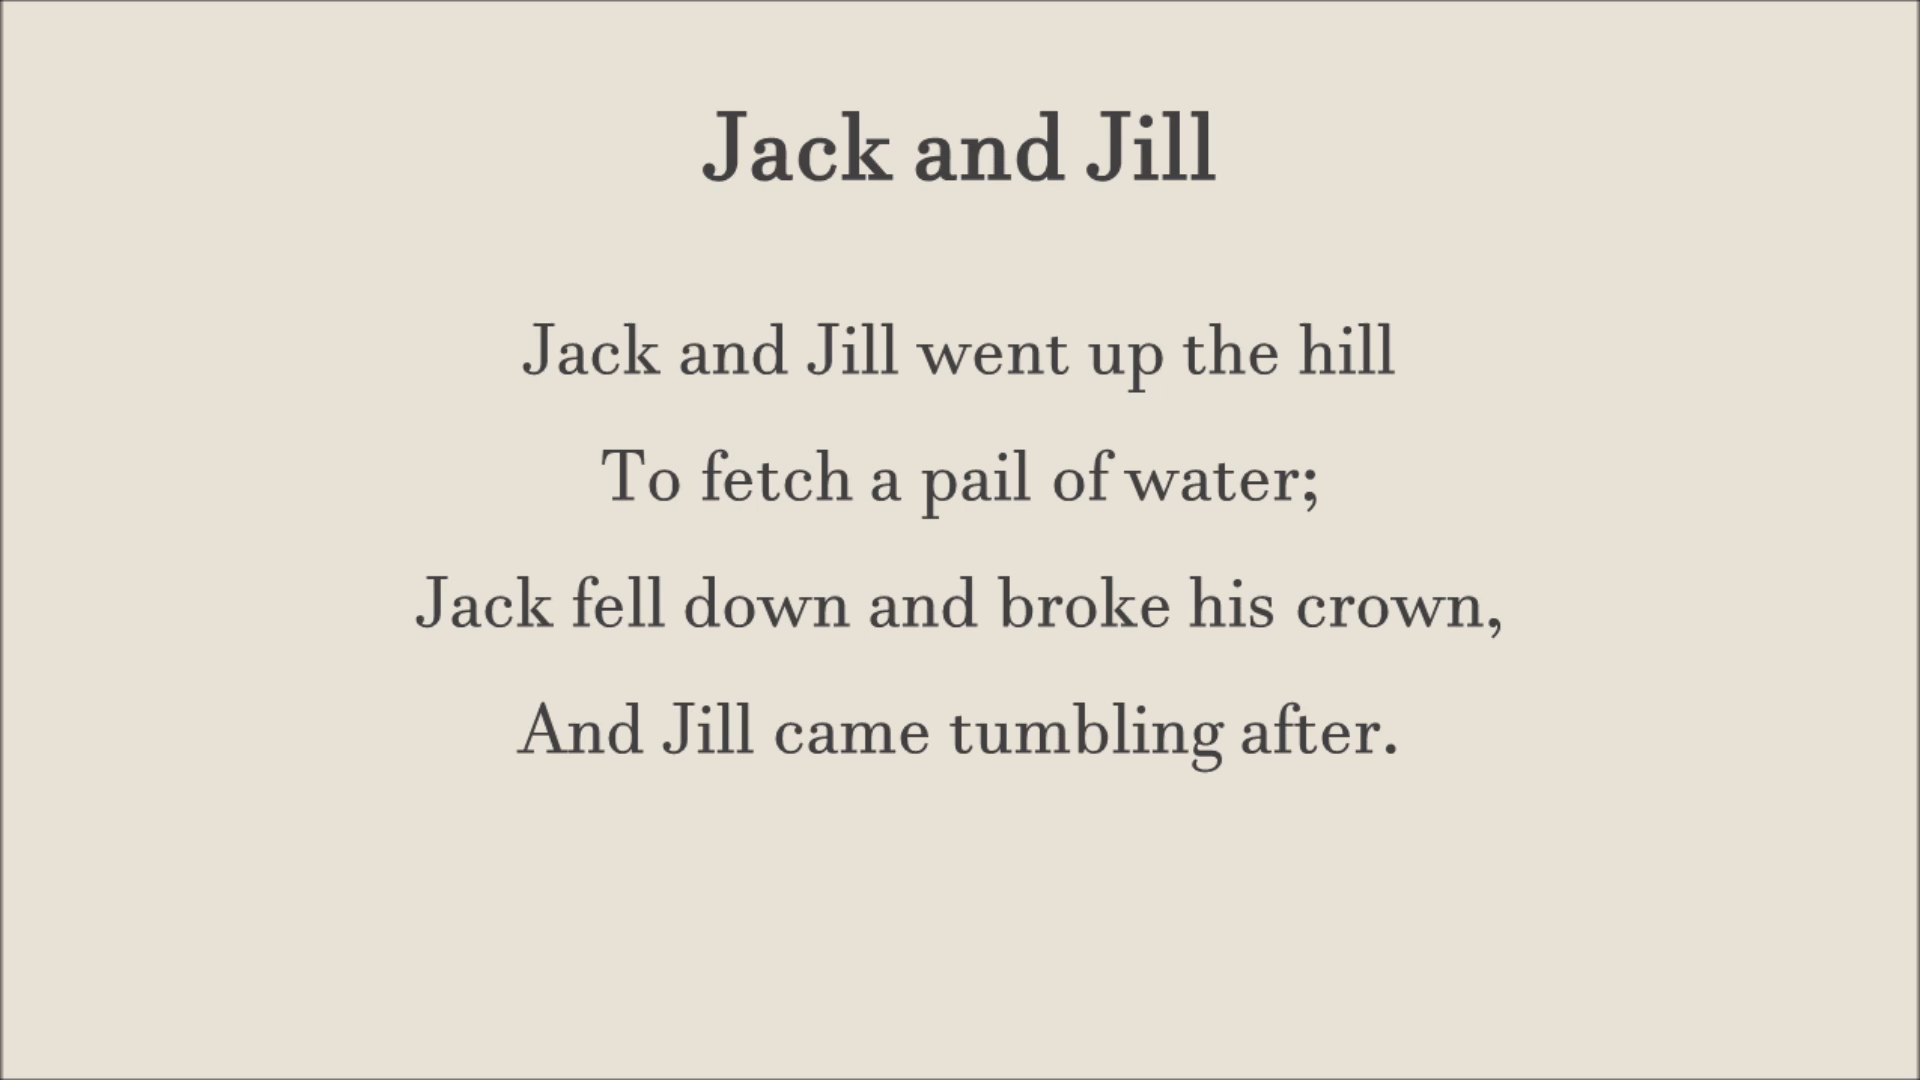 Jack and Jill
Jack and Jill went up the hill
To fetch a pail of water;
Jack fell down and broke his crown,
And Jill came tumbling after.